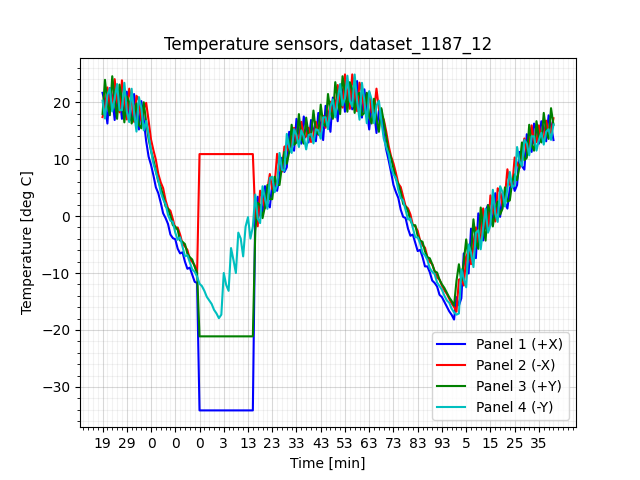 Temperature sensors, dataset_1187_12
Temperature [deg C]
20
10
0
−10
−20
−30
Panel 1 (+X)
Panel 2 (-X)
Panel 3 (+Y)
Panel 4 (-Y)
19 29 0 0 0 3 13 23 33 43 53 63 73 83 93 5 15 25 35
Time [min]